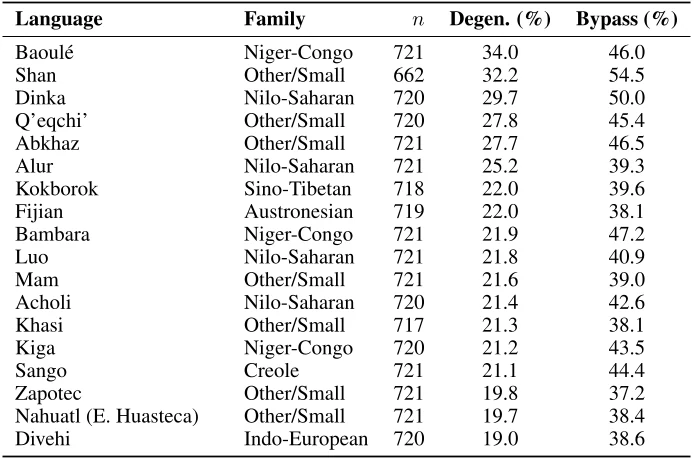 Language Family n Degen. (%) Bypass (%)
Baoulé Niger-Congo 721 34.0 46.0
Shan Other/Small 662 32.2 54.5
Dinka Nilo-Saharan 720 29.7 50.0
Q'eqchi' Other/Small 720 27.8 45.4
Abkhaz Other/Small 721 27.7 46.5
Alur Nilo-Saharan 721 25.2 39.3
Kokborok Sino-Tibetan 718 22.0 39.6
Fijian Austronesian 719 22.0 38.1
Bambara Niger-Congo 721 21.9 47.2
Luo Nilo-Saharan 721 21.8 40.9
Mam Other/Small 721 21.6 39.0
Acholi Nilo-Saharan 720 21.4 42.6
Khasi Other/Small 717 21.3 38.1
Kiga Niger-Congo 720 21.2 43.5
Sango Creole 721 21.1 44.4
Zapotec Other/Small 721 19.8 37.2
Nahuatl (E. Huasteca) Other/Small 721 19.7 38.4
Divehi Indo-European 720 19.0 38.6